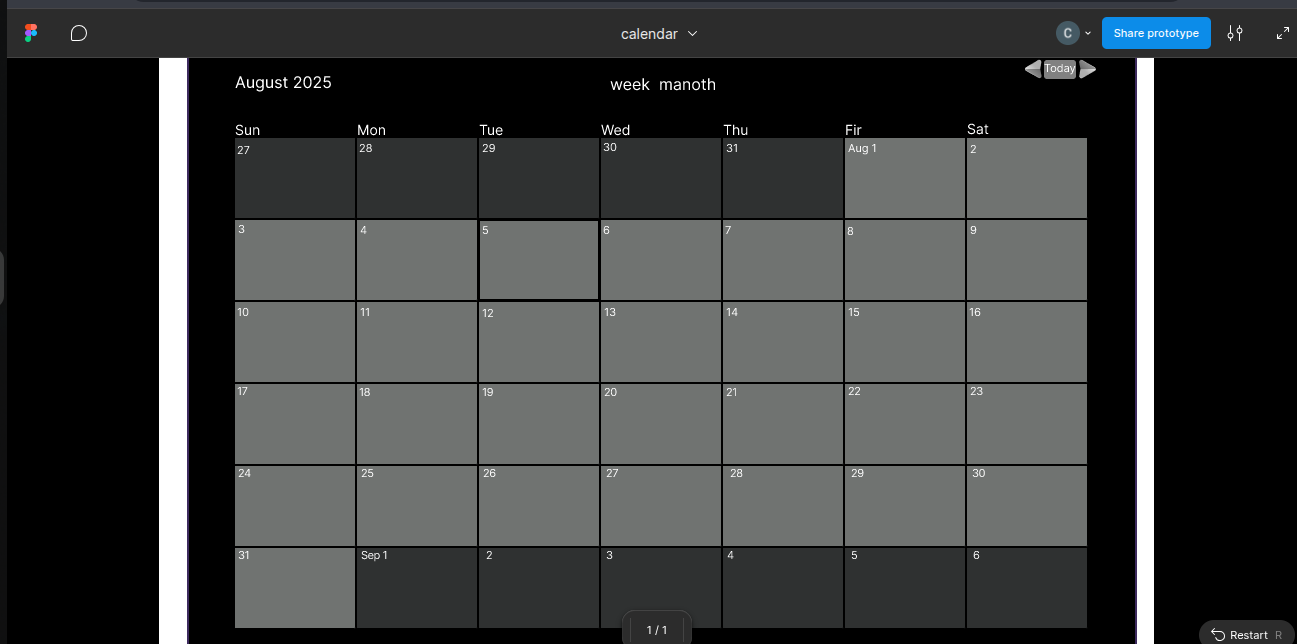 calendar
C
Share prototype
August 2025
week manoth
Today
Sun Mon Tue Wed Thu Fir Sat
27 28 29 30 31 Aug 1 2
3 4 5 6 7 8 9
10 11 12 13 14 15 16
17 18 19 20 21 22 23
24 25 26 27 28 29 30
31 Sep 1 2 3 4 5 6
1 / 1
Restart R